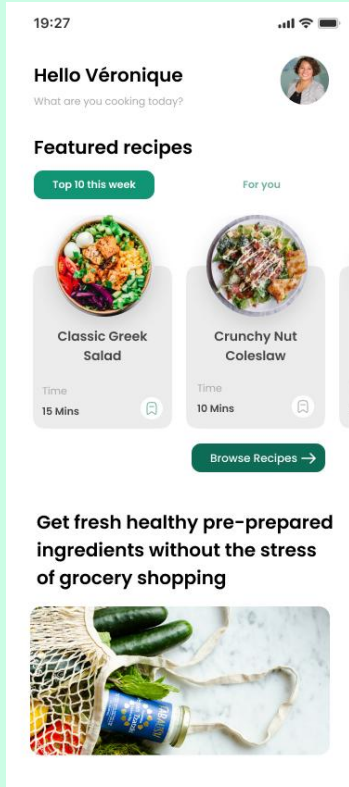 19:27
Hello Véronique
What are you cooking today?
Featured recipes
Top 10 this week
For you
Classic Greek
Salad
Time
15 Mins
Crunchy Nut
Coleslaw
Time
10 Mins
Browse Recipes →
Get fresh healthy pre-prepared
ingredients without the stress
of grocery shopping